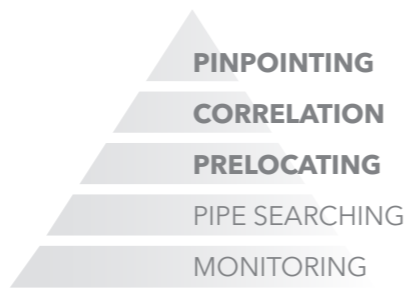 PINPOINTING
CORRELATION
PRELOCATING
PIPE SEARCHING
MONITORING